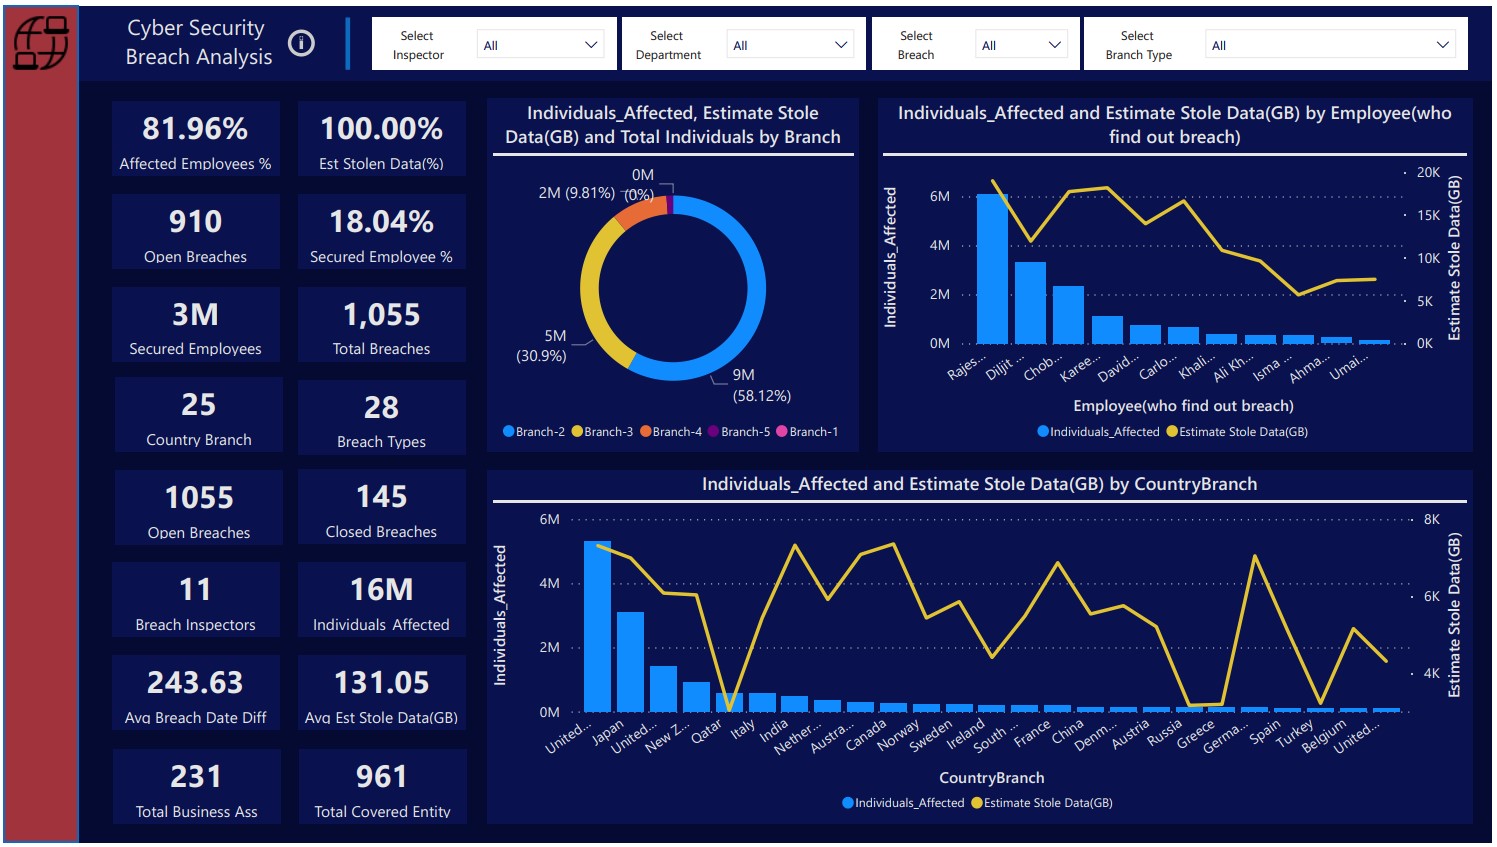 Cyber Security
Breach Analysis
Select
Inspector
All
Select
Department
All
Select
Breach
All
Select
Branch Type
All
81.96%
Affected Employees %
100.00%
Est Stolen Data(%)
910
Open Breaches
18.04%
Secured Employee %
3M
Secured Employees
1,055
Total Breaches
25
Country Branch
28
Breach Types
1055
Open Breaches
145
Closed Breaches
11
Breach Inspectors
16M
Individuals Affected
243.63
Avg Breach Date Diff
131.05
Avg Est Stole Data(GB)
231
Total Business Ass
961
Total Covered Entity
Individuals_Affected, Estimate Stole
Data(GB) and Total Individuals by Branch
0M
(0%)
2M (9.81%)
5M
(30.9%)
9M
(58.12%)
Branch-2 Branch-3 Branch-4 Branch-5 Branch-1
Individuals_Affected and Estimate Stole Data(GB) by Employee(who
find out breach)
Individuals_Affected
6M
4M
2M
0M
20K
15K
10K
5K
0K
Estimate Stole Data(GB)
Rajes... Diljit ... Chob... Karee... David... Carlo... Khali... Ali Kh... Isma ... Ahma... Umai...
Employee(who find out breach)
Individuals_Affected Estimate Stole Data(GB)
Individuals_Affected and Estimate Stole Data(GB) by CountryBranch
Individuals_Affected
6M
4M
2M
0M
8K
6K
4K
Estimate Stole Data(GB)
United... Japan United... New Z... Qatar Italy India Nether... Austra... Canada Norway Sweden Ireland South ... France China Denm... Austria Russia Greece Germa... Spain Turkey Belgium United...
CountryBranch
Individuals_Affected Estimate Stole Data(GB)